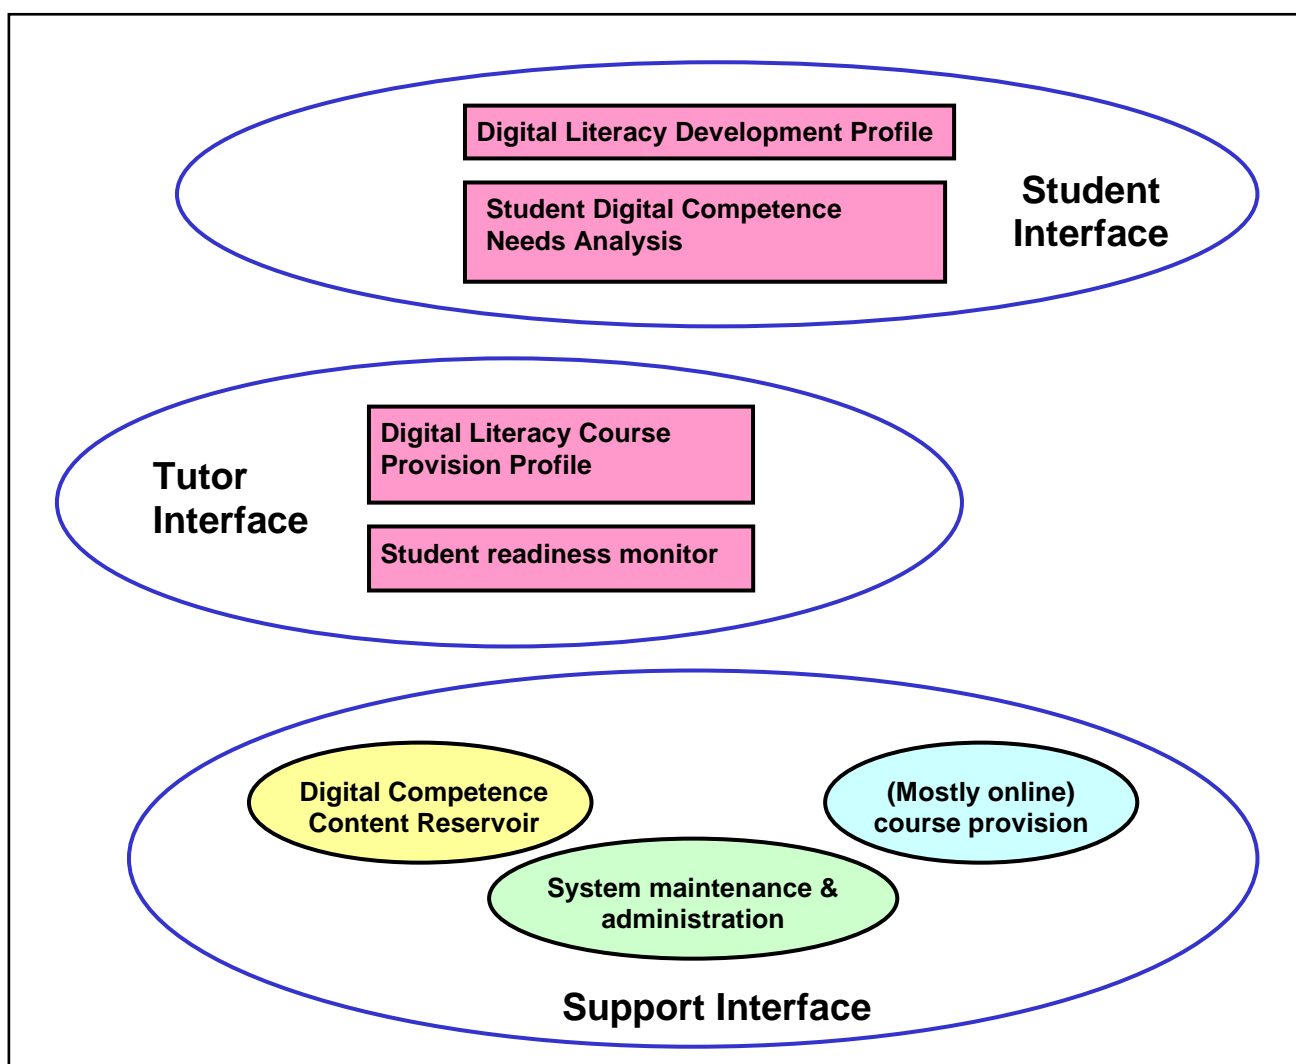 Digital Literacy Development Profile
Student Digital Competence
Needs Analysis
Student
Interface
Digital Literacy Course
Provision Profile
Student readiness monitor
Tutor
Interface
Digital Competence
Content Reservoir
(Mostly online)
course provision
System maintenance &
administration
Support Interface